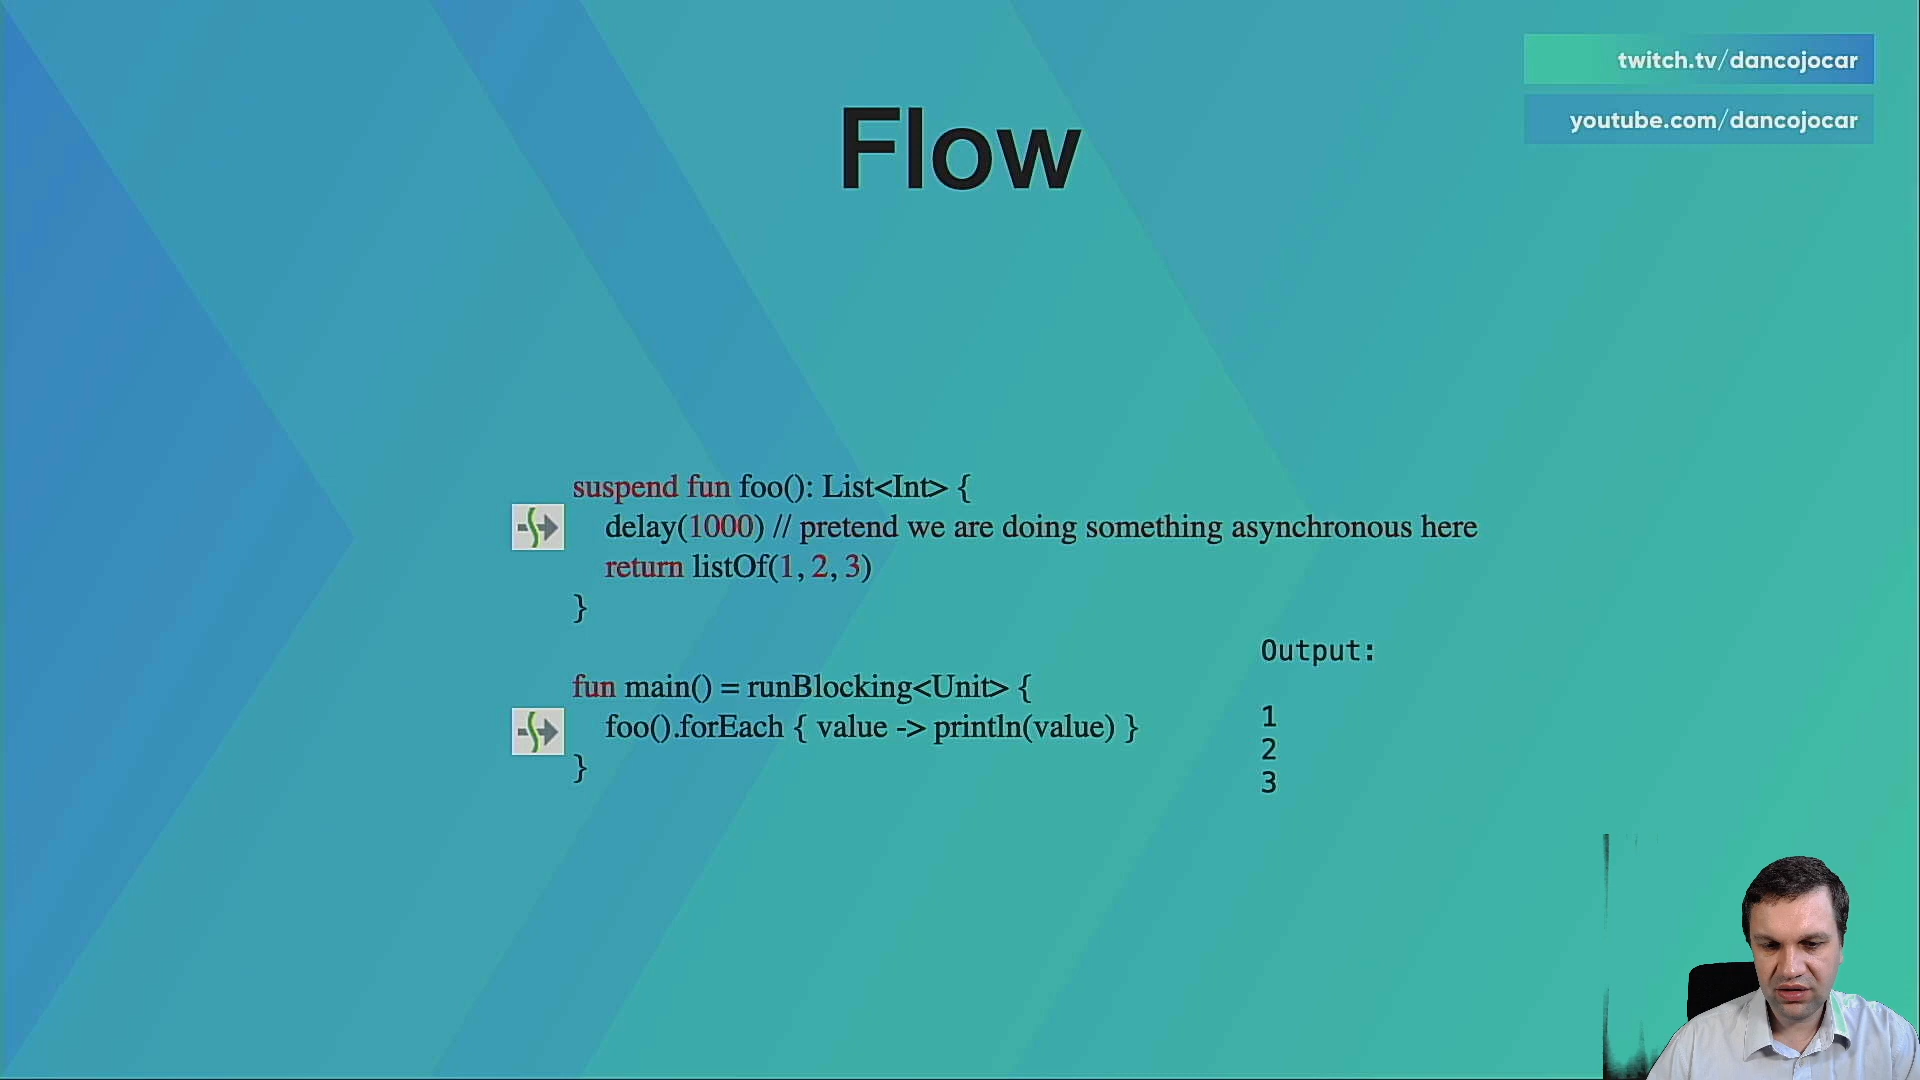 twitch.tv/dancojocar
youtube.com/dancojocar
Flow
suspend fun foo(): List<Int> {
delay(1000) // pretend we are doing something asynchronous here
return listOf(1, 2, 3)
}
fun main() = runBlocking<Unit> {
foo().forEach { value -> println(value) }
}
Output:
1
2
3